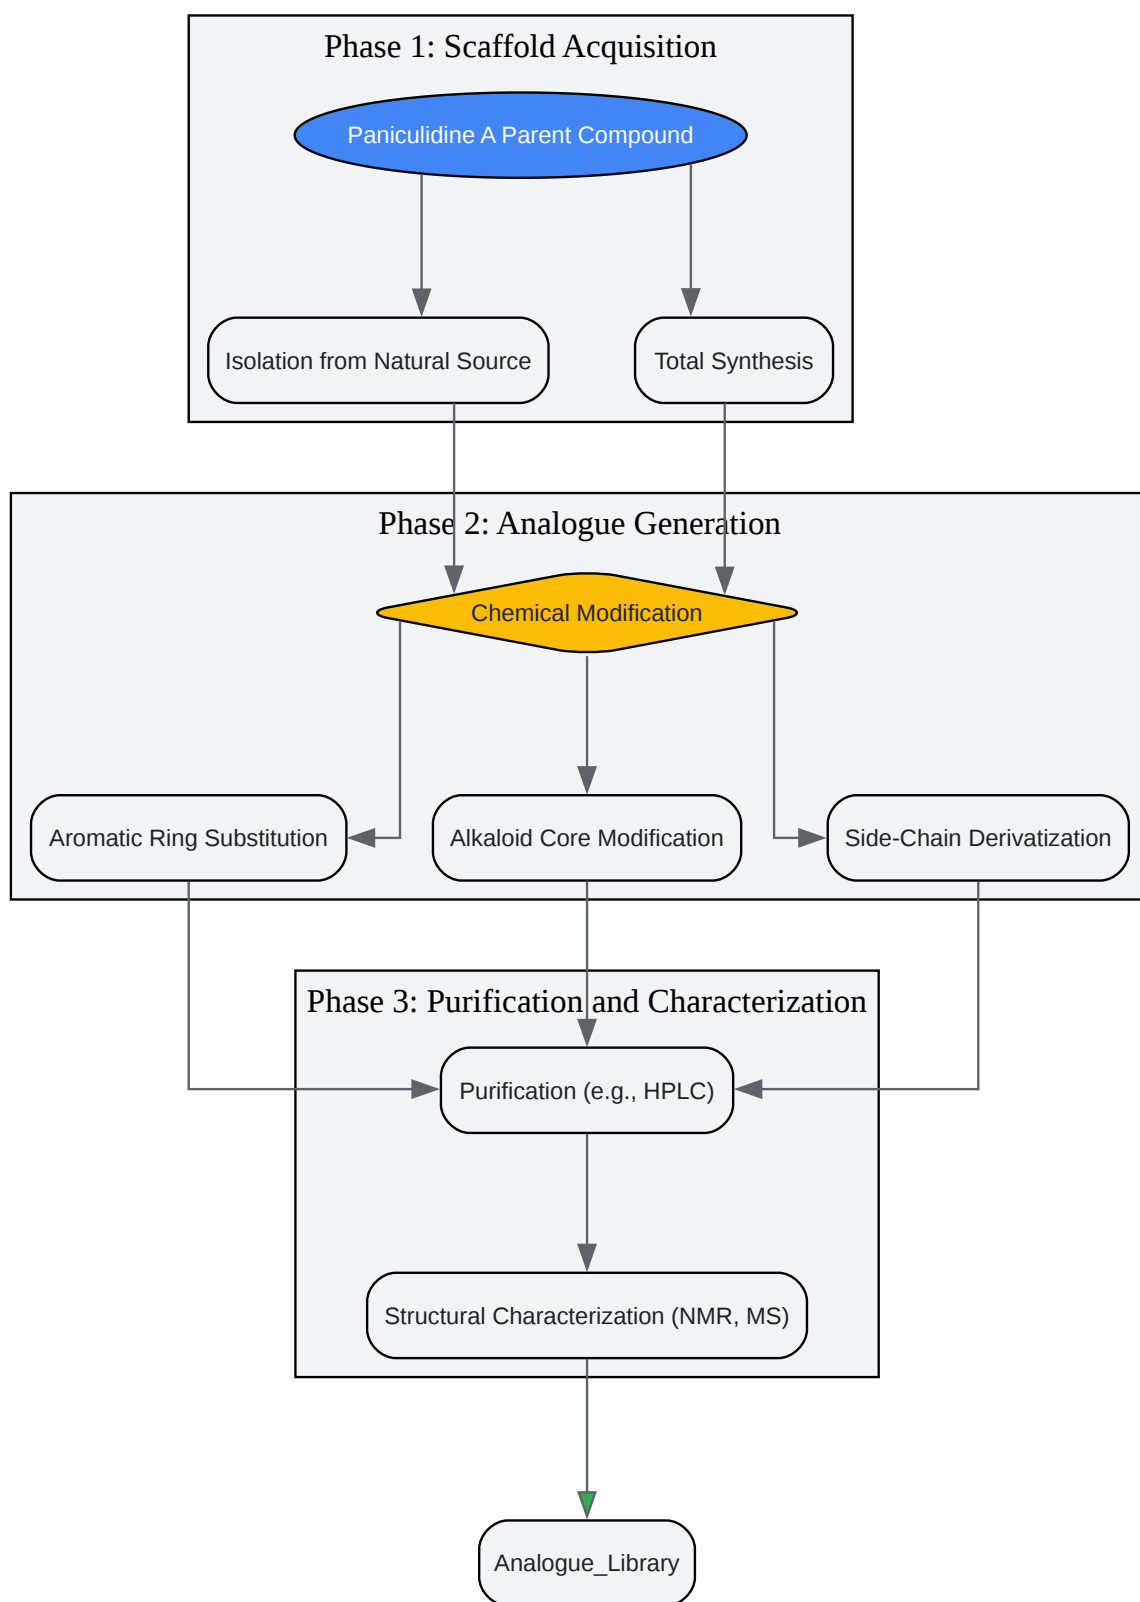 Phase 1: Scaffold Acquisition
Paniculidine A Parent Compound
Isolation from Natural Source
Total Synthesis
Phase 2: Analogue Generation
Chemical Modification
Aromatic Ring Substitution
Alkaloid Core Modification
Side-Chain Derivatization
Phase 3: Purification and Characterization
Purification (e.g., HPLC)
Structural Characterization (NMR, MS)
Analogue_Library